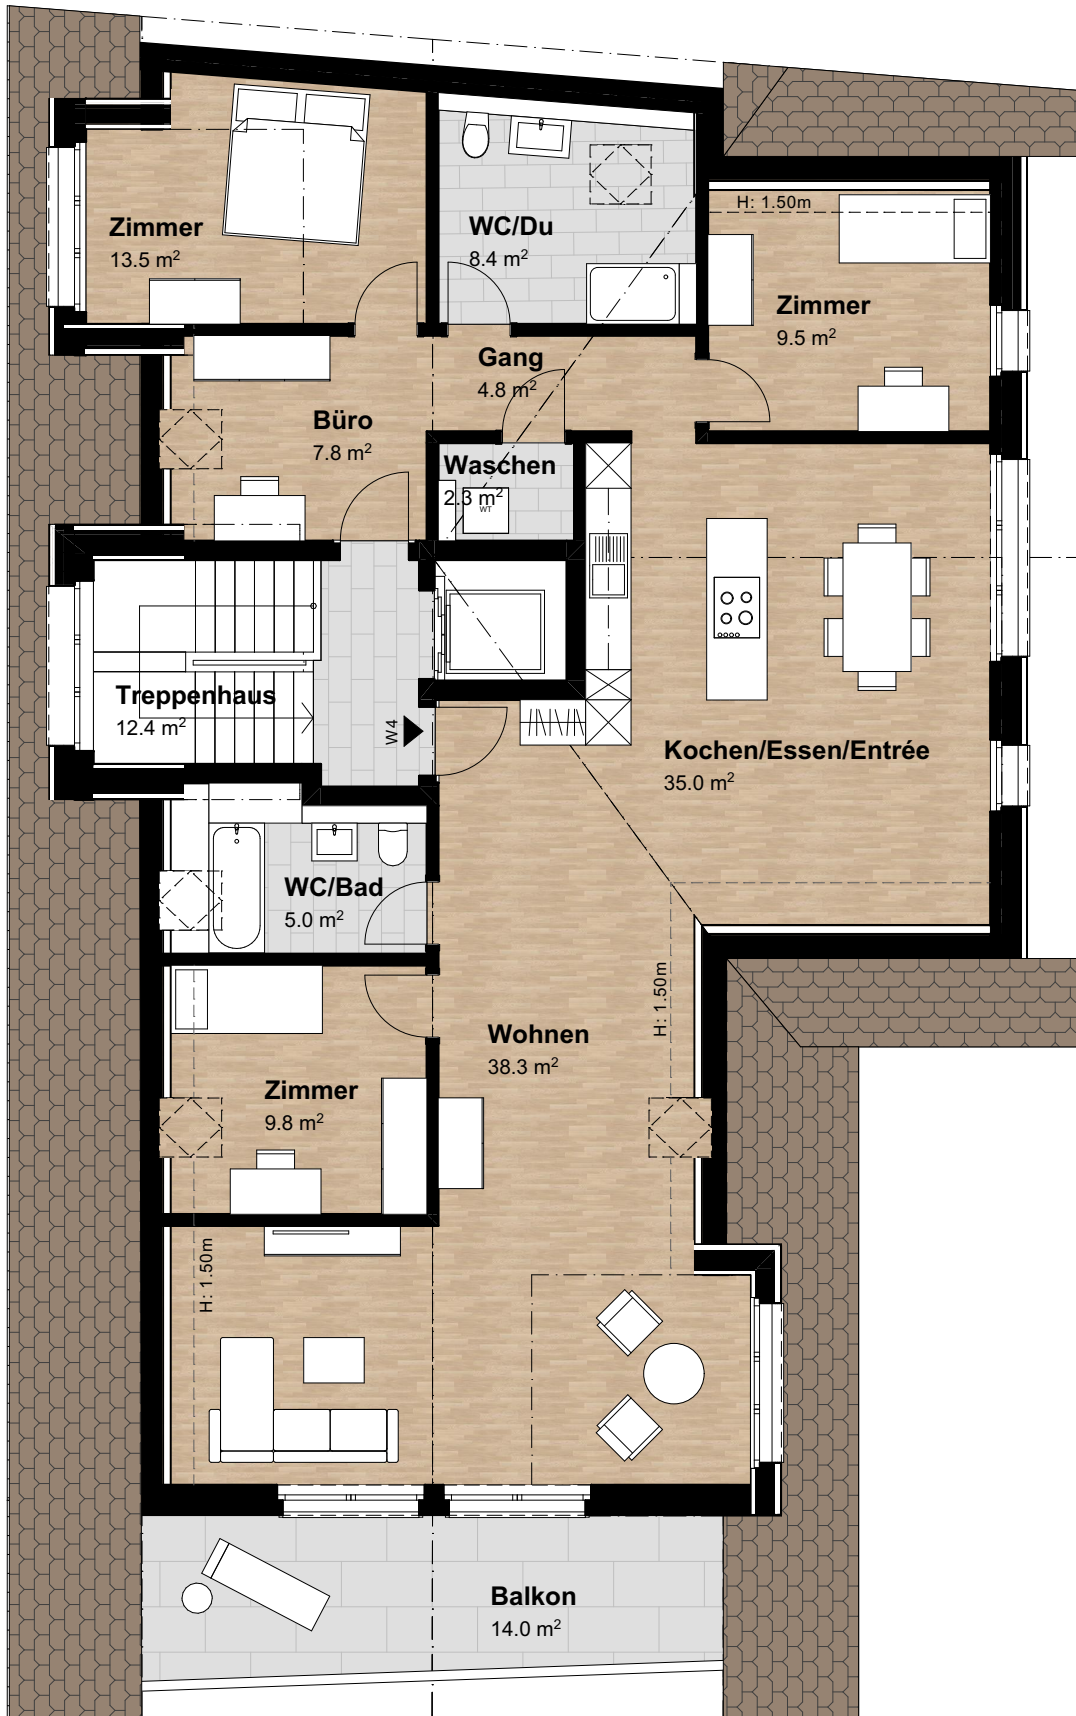 H: 1.50m
Zimmer
13.5 m²
WC/Du
8.4 m²
Zimmer
9.5 m²
Gang
4.8 m²
Büro
7.8 m²
Waschen
2.3 m²
WT
Treppenhaus
12.4 m²
W4
Kochen/Essen/Entrée
35.0 m²
WC/Bad
5.0 m²
H: 1.50m
Wohnen
38.3 m²
Zimmer
9.8 m²
H: 1.50m
Balkon
14.0 m²